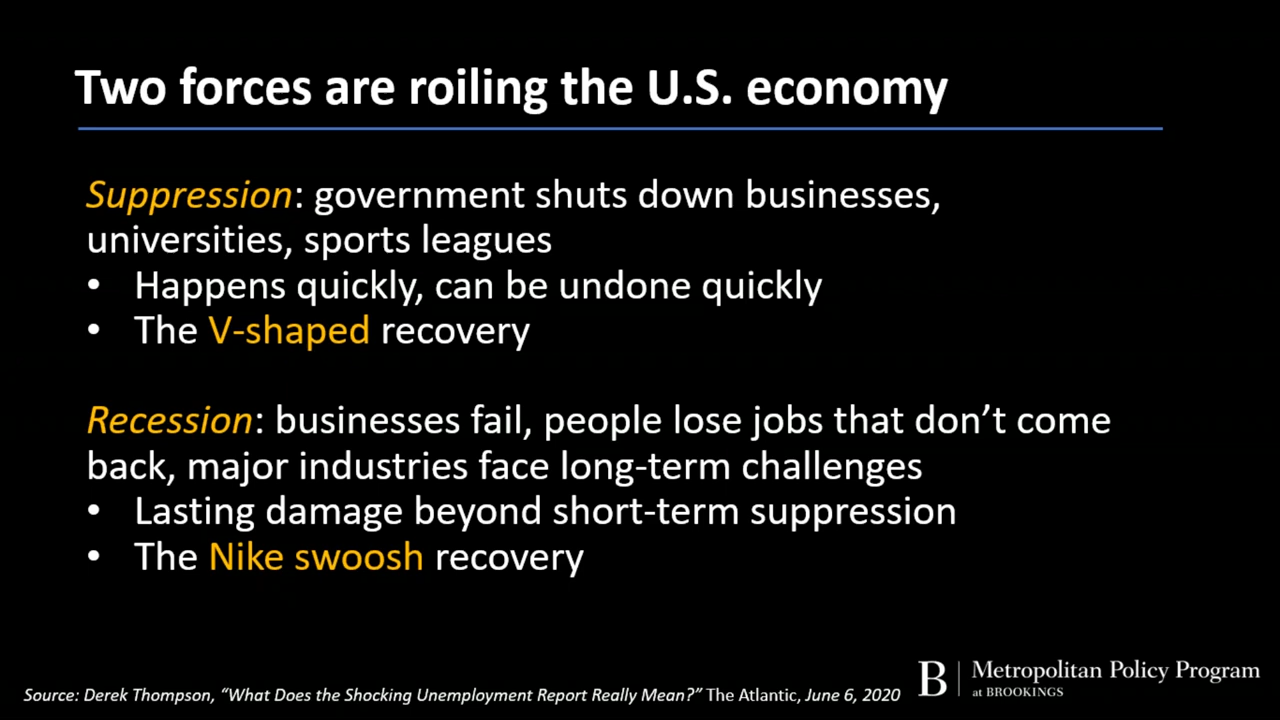 Two forces are roiling the U.S. economy
Suppression: government shuts down businesses,
universities, sports leagues
• Happens quickly, can be undone quickly
• The V-shaped recovery
Recession: businesses fail, people lose jobs that don’t come
back, major industries face long-term challenges
• Lasting damage beyond short-term suppression
• The Nike swoosh recovery
Source: Derek Thompson, “What Does the Shocking Unemployment Report Really Mean?” The Atlantic, June 6, 2020
B | Metropolitan Policy Program
at BROOKINGS